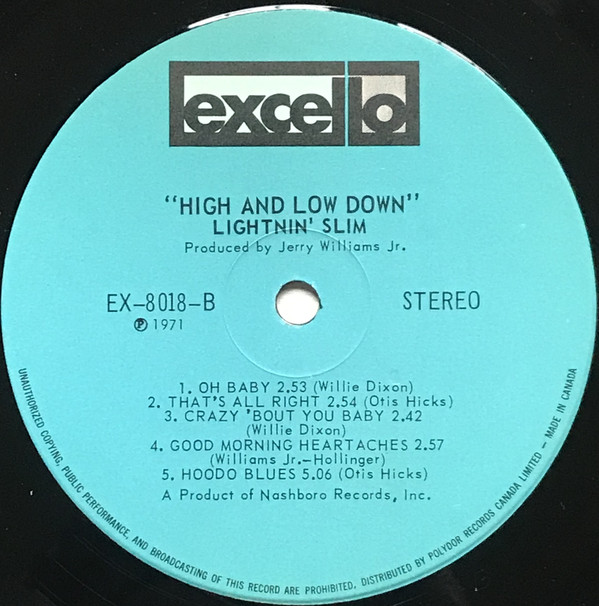 excello
"HIGH AND LOW DOWN"
LIGHTNIN' SLIM
Produced by Jerry Williams Jr.
EX-8018-B
STEREO
℗ 1971
1. OH BABY 2.53 (Willie Dixon)
2. THAT'S ALL RIGHT 2.54 (Otis Hicks)
3. CRAZY 'BOUT YOU BABY 2.42
(Willie Dixon)
4. GOOD MORNING HEARTACHES 2.57
(Williams Jr.-Hollinger)
5. HOODO BLUES 5.06 (Otis Hicks)
A Product of Nashboro Records, Inc.
UNAUTHORIZED COPYING, PUBLIC PERFORMANCE, AND BROADCASTING OF THIS RECORD ARE PROHIBITED, DISTRIBUTED BY POLYDOR RECORDS CANADA LIMITED – MADE IN CANADA